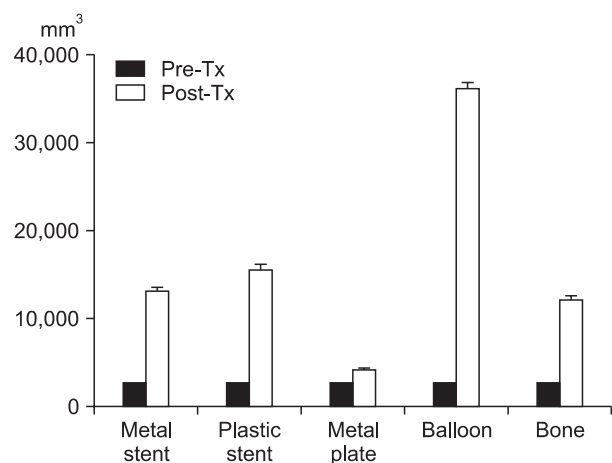 mm³
40,000
Pre-Tx
Post-Tx
30,000
20,000
10,000
0
Metal stent
Plastic stent
Metal plate
Balloon
Bone